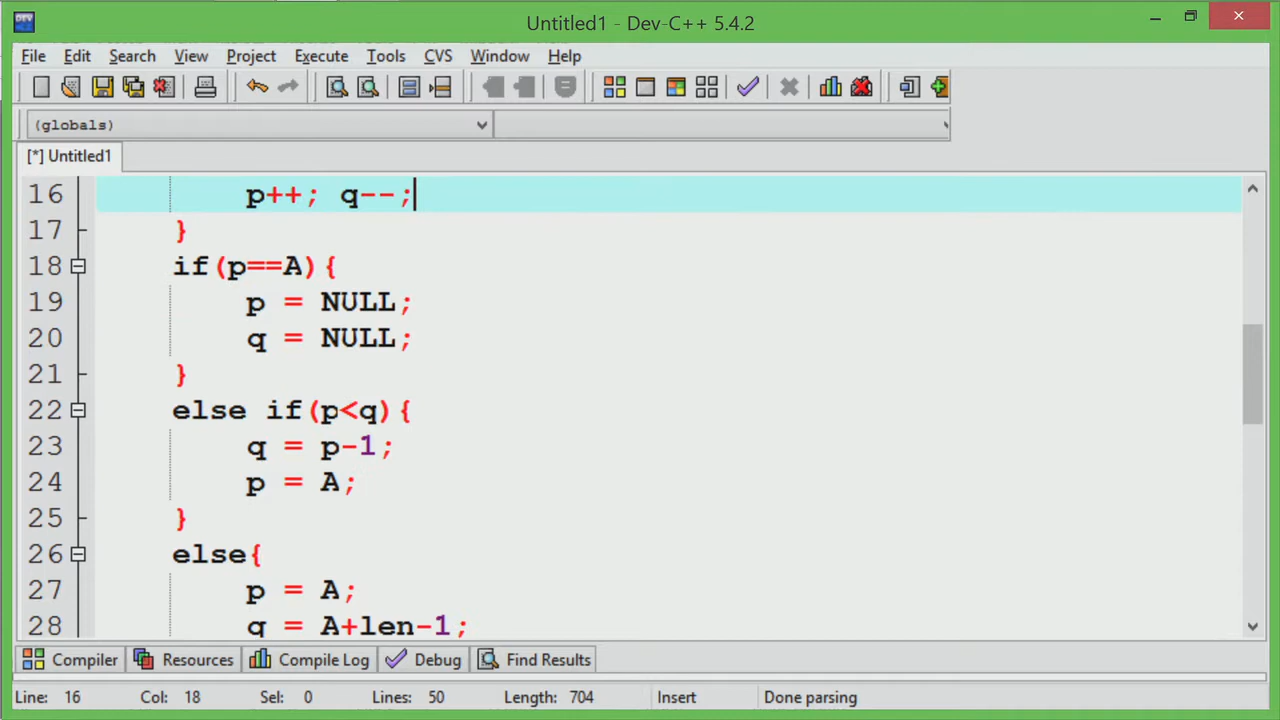 DEV
Untitled1 - Dev-C++ 5.4.2
File Edit Search View Project Execute Tools CVS Window Help
(globals)
[*] Untitled1
16 p++; q--;
17 }
18 if(p==A){
19 p = NULL;
20 q = NULL;
21 }
22 else if(p<q){
23 q = p-1;
24 p = A;
25 }
26 else{
27 p = A;
28 q = A+len-1;
Compiler Resources Compile Log Debug Find Results
Line: 16 Col: 18 Sel: 0 Lines: 50 Length: 704 Insert Done parsing